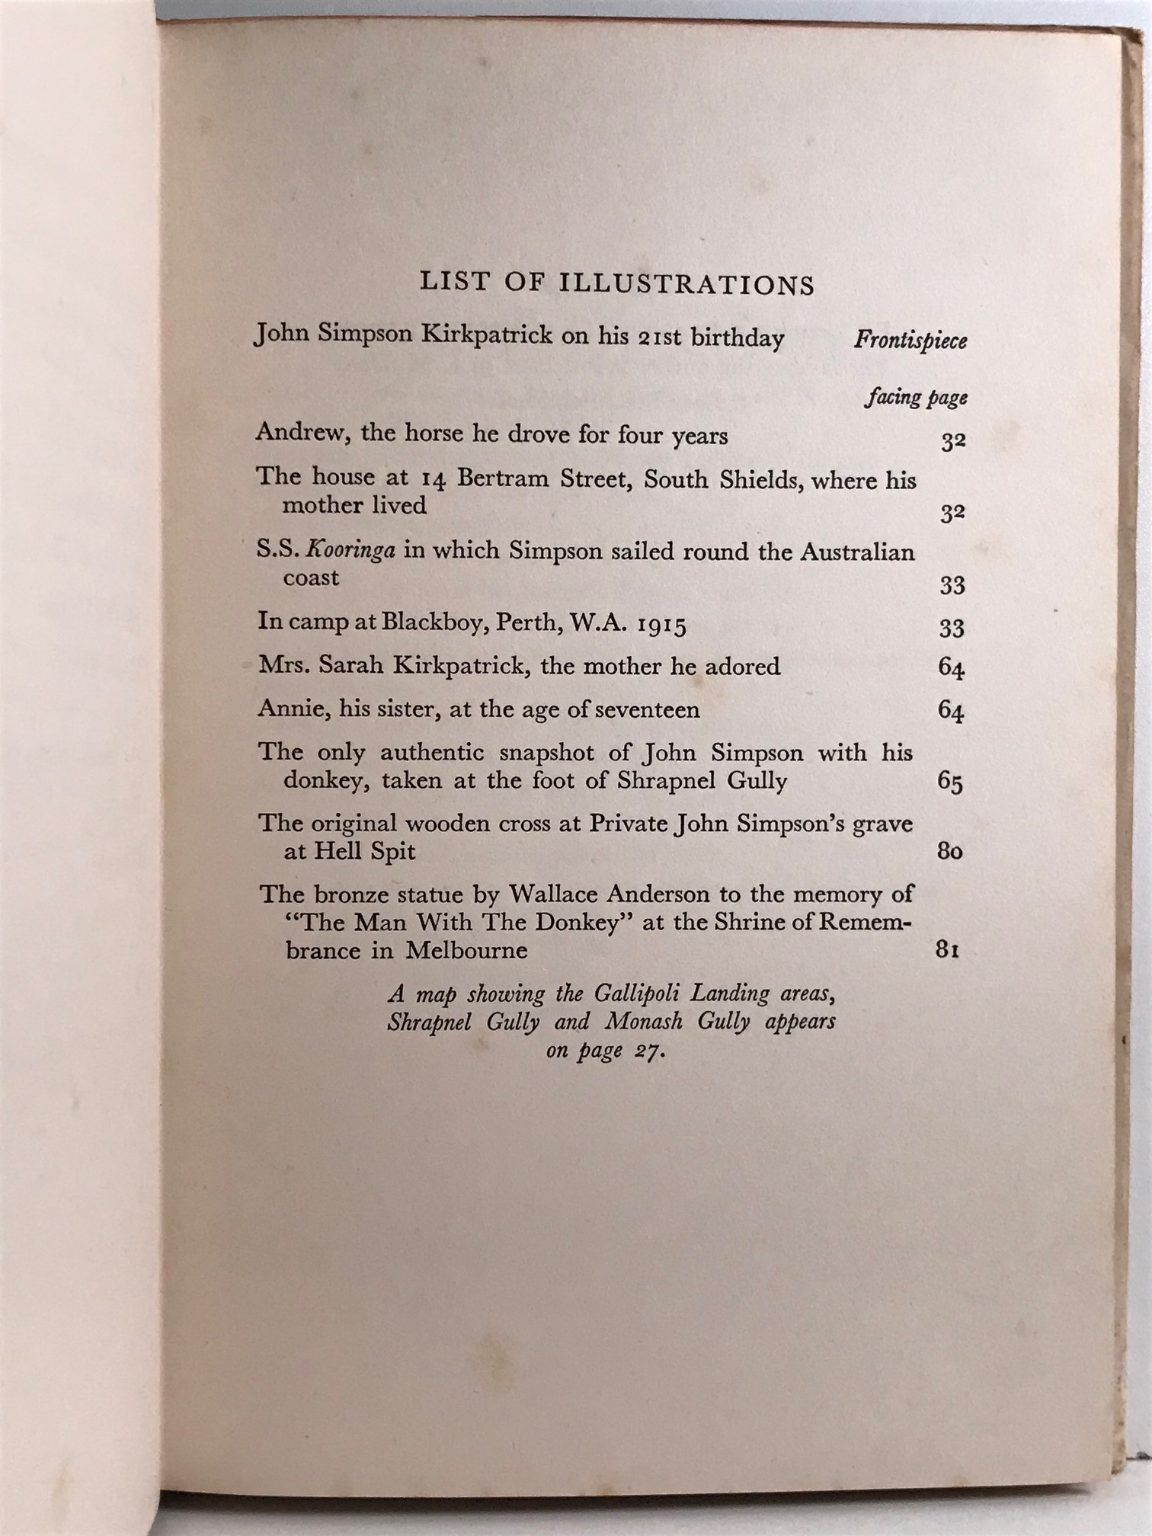 LIST OF ILLUSTRATIONS
John Simpson Kirkpatrick on his 21st birthday Frontispiece
facing page
Andrew, the horse he drove for four years 32
The house at 14 Bertram Street, South Shields, where his
mother lived 32
S.S. Kooringa in which Simpson sailed round the Australian
coast 33
In camp at Blackboy, Perth, W.A. 1915 33
Mrs. Sarah Kirkpatrick, the mother he adored 64
Annie, his sister, at the age of seventeen 64
The only authentic snapshot of John Simpson with his
donkey, taken at the foot of Shrapnel Gully 65
The original wooden cross at Private John Simpson's grave
at Hell Spit 80
The bronze statue by Wallace Anderson to the memory of
"The Man With The Donkey" at the Shrine of Remem-
brance in Melbourne 81
A map showing the Gallipoli Landing areas,
Shrapnel Gully and Monash Gully appears
on page 27.